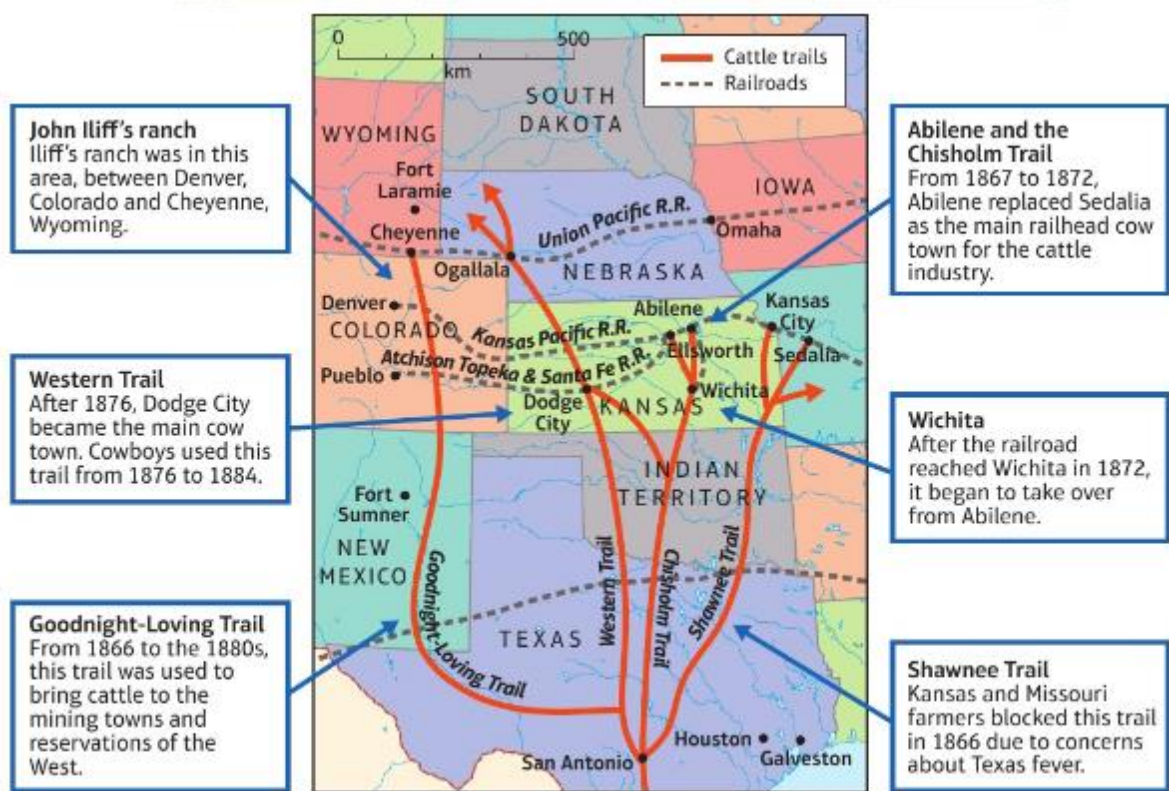 0 500
km
Cattle trails
Railroads
John Iliff's ranch
Iliff's ranch was in this
area, between Denver,
Colorado and Cheyenne,
Wyoming.
Western Trail
After 1876, Dodge City
became the main cow
town. Cowboys used this
trail from 1876 to 1884.
Goodnight-Loving Trail
From 1866 to the 1880s,
this trail was used to
bring cattle to the
mining towns and
reservations of the
West.
SOUTH
DAKOTA
WYOMING
Fort
Laramie
IOWA
Cheyenne
Union Pacific R.R.
Omaha
Ogallala
NEBRASKA
Denver
COLORADO
Kansas Pacific R.R.
Abilene
Kansas
City
Ellsworth
Sedalia
Atchison Topeka & Santa Fe R.R.
Pueblo
Dodge
City
KANSAS
Wichita
INDIAN
TERRITORY
Fort
Sumner
NEW
MEXICO
Goodnight-Loving Trail
Western Trail
Chisholm Trail
Shawnee Trail
TEXAS
Goodnight-Loving Trail
San Antonio
Houston
Galveston
Abilene and the
Chisholm Trail
From 1867 to 1872,
Abilene replaced Sedalia
as the main railhead cow
town for the cattle
industry.
Wichita
After the railroad
reached Wichita in 1872,
it began to take over
from Abilene.
Shawnee Trail
Kansas and Missouri
farmers blocked this trail
in 1866 due to concerns
about Texas fever.